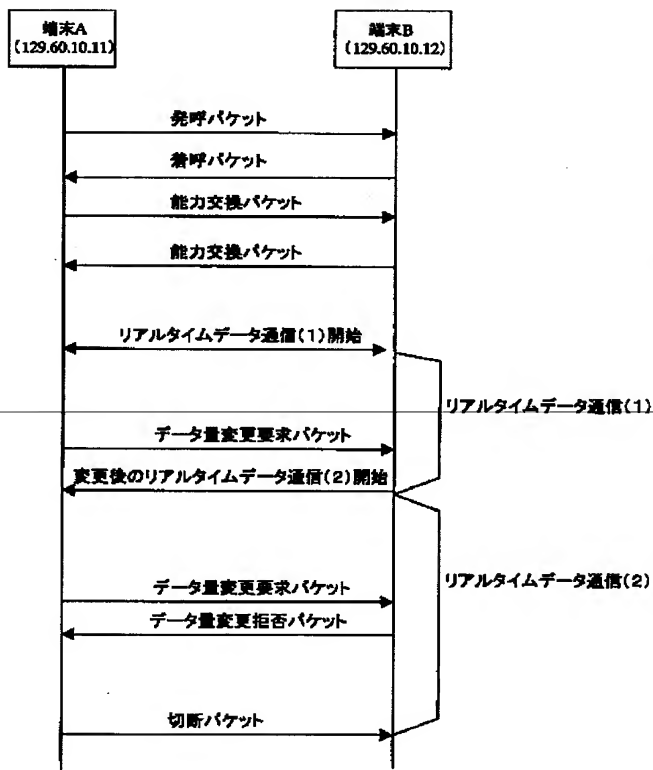 端末A
(129.60.10.11)
端末B
(129.60.10.12)
発呼パケット
着呼パケット
能力交換パケット
能力交換パケット
リアルタイムデータ通信(1)開始
リアルタイムデータ通信(1)
データ量変更要求パケット
変更後のリアルタイムデータ通信(2)開始
リアルタイムデータ通信(2)
データ量変更要求パケット
データ量変更拒否パケット
切断パケット